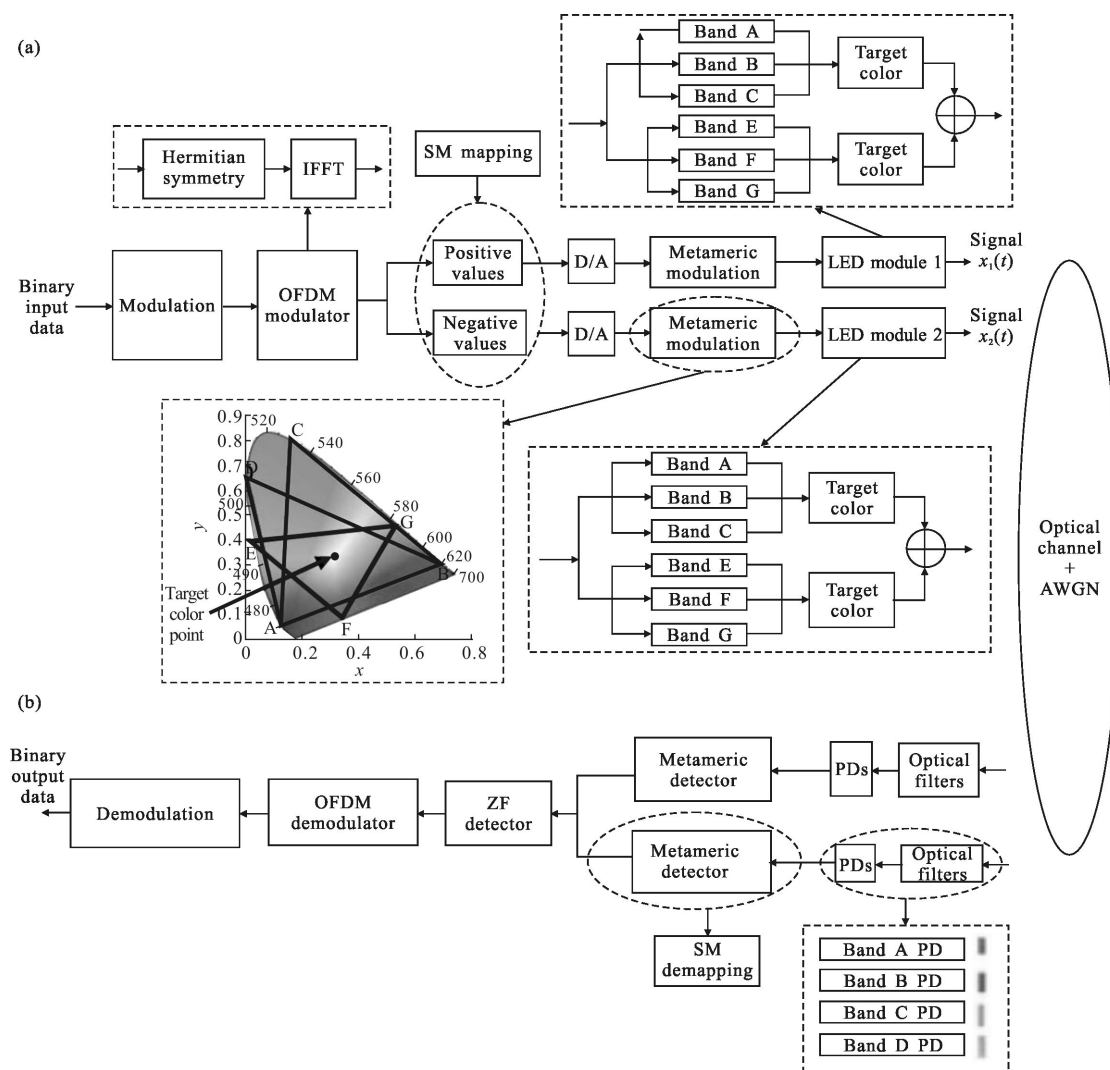 (a)
Band A
Band B
Band C
Band E
Band F
Band G
Target
color
Target
color
Hermitian
symmetry
IFFT
SM mapping
Binary
input
data
Modulation
OFDM
modulator
Positive
values
Negative
values
D/A
D/A
Metameric
modulation
Metameric
modulation
LED module 1
LED module 2
Signal
x₁(t)
Signal
x₂(t)
Optical
channel
+
AWGN
0.9
0.8
0.7
0.6
0.5
0.4
0.3
0.2
0.1
0
y
0
0.2
0.4
0.6
0.8
x
520
540
560
580
600
620
700
500
490
480
C
D
E
G
B
A
F
Target
color
point
Band A
Band B
Band C
Band E
Band F
Band G
Target
color
Target
color
(b)
Binary
output
data
Demodulation
OFDM
demodulator
ZF
detector
Metameric
detector
Metameric
detector
PDs
PDs
Optical
filters
Optical
filters
SM
demapping
Band A PD
Band B PD
Band C PD
Band D PD